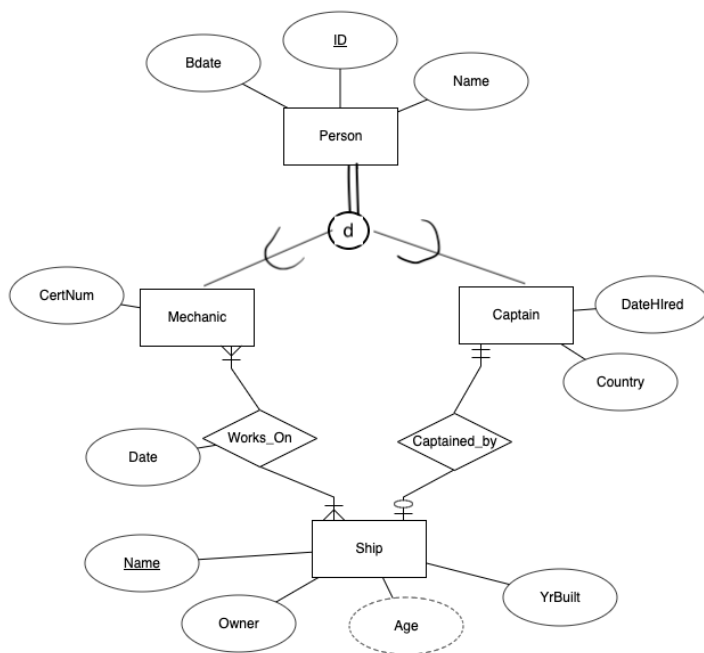 ID
Bdate
Name
Person
d
CertNum
Mechanic
Captain
DateHIred
Country
Works_On
Captained_by
Date
Ship
Name
Owner
Age
YrBuilt